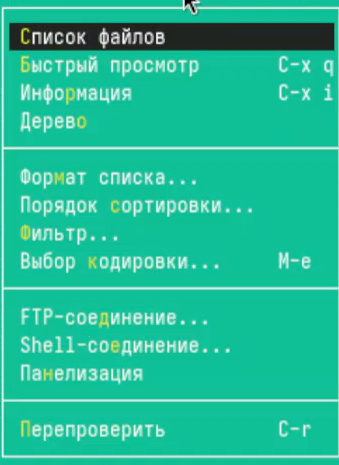 Список файлов
Быстрый просмотр C-x q
Информация C-x i
Дерево
Формат списка...
Порядок сортировки...
Фильтр...
Выбор кодировки... M-e
FTP-соединение...
Shell-соединение...
Панелизация
Перепроверить C-r